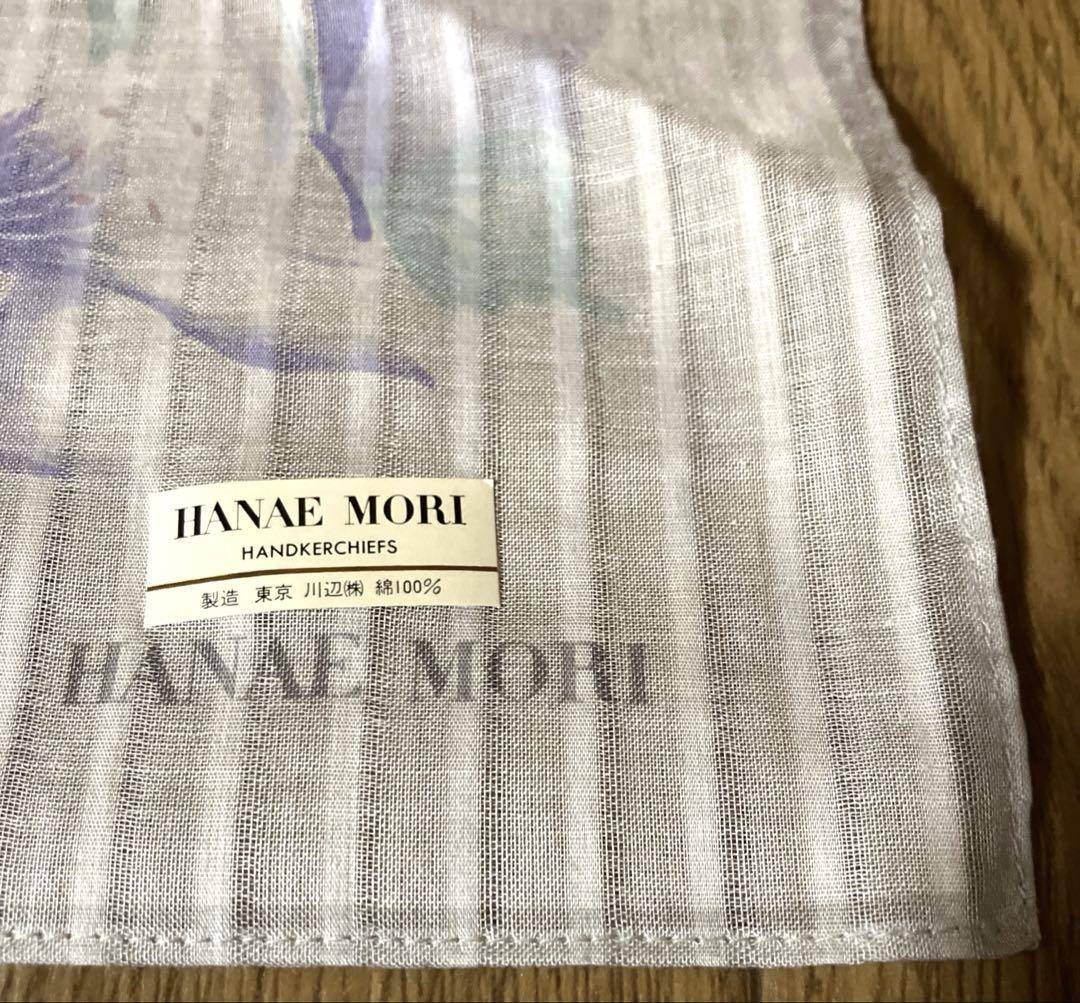 HANAE MORI
HANDKERCHIEFS
製造 東京 川辺㈱ 綿100%
HANAE MORI